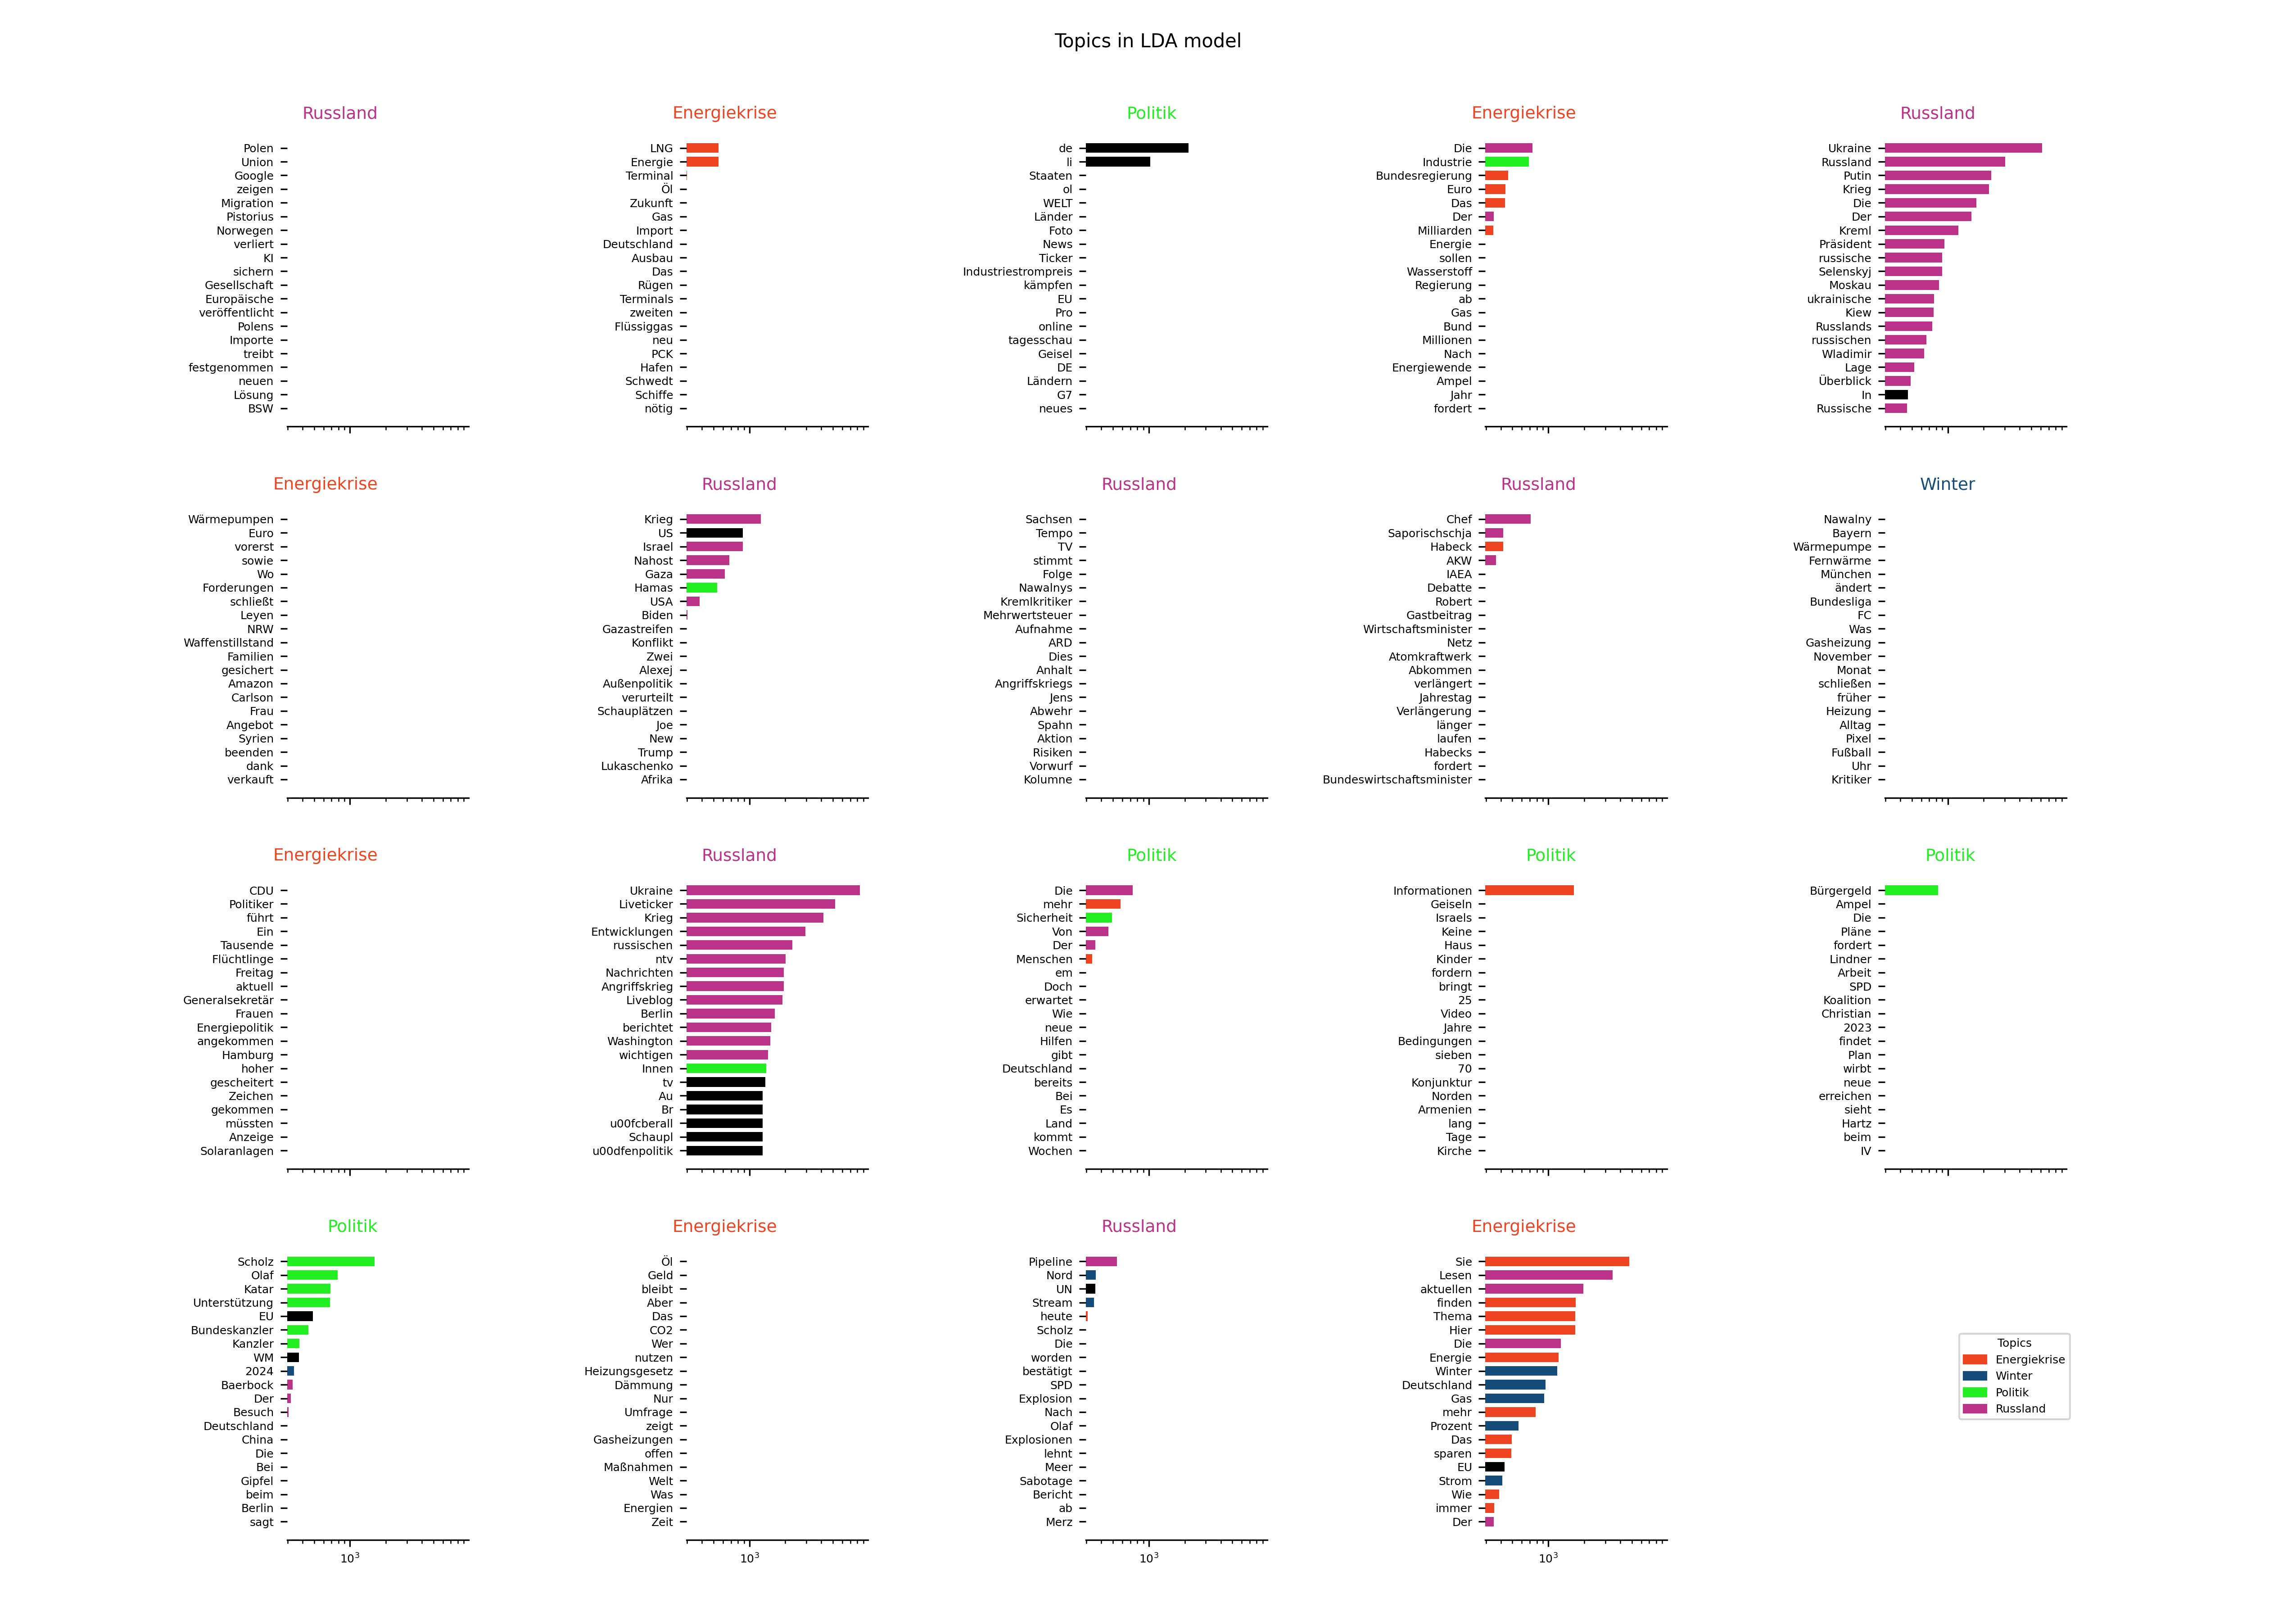 Topics in LDA model
Russland
Polen
Union
Google
zeigen
Migration
Pistorius
Norwegen
verliert
KI
sichern
Gesellschaft
Europäische
veröffentlicht
Polens
Importe
treibt
festgenommen
neuen
Lösung
BSW
Energiekrise
LNG
Energie
Terminal
Öl
Zukunft
Gas
Import
Deutschland
Ausbau
Das
Rügen
Terminals
zweiten
Flüssiggas
neu
PCK
Hafen
Schwedt
Schiffe
nötig
Politik
de
li
Staaten
ol
WELT
Länder
Foto
News
Ticker
Industriestrompreis
kämpfen
EU
Pro
online
tagesschau
Geisel
DE
Ländern
G7
neues
Energiekrise
Die
Industrie
Bundesregierung
Euro
Das
Der
Milliarden
Energie
sollen
Wasserstoff
Regierung
ab
Gas
Bund
Millionen
Nach
Energiewende
Ampel
Jahr
fordert
Russland
Ukraine
Russland
Putin
Krieg
Die
Der
Kreml
Präsident
russische
Selenskyj
Moskau
ukrainische
Kiew
Russlands
russischen
Wladimir
Lage
Überblick
In
Russische
Energiekrise
Wärmepumpen
Euro
vorerst
sowie
Wo
Forderungen
schließt
Leyen
NRW
Waffenstillstand
Familien
gesichert
Amazon
Carlson
Frau
Angebot
Syrien
beenden
dank
verkauft
Russland
Krieg
US
Israel
Nahost
Gaza
Hamas
USA
Biden
Gazastreifen
Konflikt
Zwei
Alexej
Außenpolitik
verurteilt
Schauplätzen
Joe
New
Trump
Lukaschenko
Afrika
Russland
Sachsen
Tempo
TV
stimmt
Folge
Nawalnys
Kremlkritiker
Mehrwertsteuer
Aufnahme
ARD
Dies
Anhalt
Angriffskriegs
Jens
Abwehr
Spahn
Aktion
Risiken
Vorwurf
Kolumne
Russland
Chef
Saporischschja
Habeck
AKW
IAEA
Debatte
Robert
Gastbeitrag
Wirtschaftsminister
Netz
Atomkraftwerk
Abkommen
verlängert
Jahrestag
Verlängerung
länger
laufen
Habecks
fordert
Bundeswirtschaftsminister
Winter
Nawalny
Bayern
Wärmepumpe
Fernwärme
München
ändert
Bundesliga
FC
Was
Gasheizung
November
Monat
schließen
früher
Heizung
Alltag
Pixel
Fußball
Uhr
Kritiker
Energiekrise
CDU
Politiker
führt
Ein
Tausende
Flüchtlinge
Freitag
aktuell
Generalsekretär
Frauen
Energiepolitik
angekommen
Hamburg
hoher
gescheitert
Zeichen
gekommen
müssten
Anzeige
Solaranlagen
Russland
Ukraine
Liveticker
Krieg
Entwicklungen
russischen
ntv
Nachrichten
Angriffskrieg
Liveblog
Berlin
berichtet
Washington
wichtigen
Innen
tv
Au
Br
u00fcberall
Schaupl
u00dfenpolitik
Politik
Die
mehr
Sicherheit
Von
Der
Menschen
em
Doch
erwartet
Wie
neue
Hilfen
gibt
Deutschland
bereits
Bei
Es
Land
kommt
Wochen
Politik
Informationen
Geiseln
Israels
Keine
Haus
Kinder
fordern
bringt
25
Video
Jahre
Bedingungen
sieben
70
Konjunktur
Norden
Armenien
lang
Tage
Kirche
Politik
Bürgergeld
Ampel
Die
Pläne
fordert
Lindner
Arbeit
SPD
Koalition
Christian
2023
findet
Plan
wirbt
neue
erreichen
sieht
Hartz
beim
IV
Politik
Scholz
Olaf
Katar
Unterstützung
EU
Bundeskanzler
Kanzler
WM
2024
Baerbock
Der
Besuch
Deutschland
China
Die
Bei
Gipfel
beim
Berlin
sagt
10³
Energiekrise
Öl
Geld
bleibt
Aber
Das
CO2
Wer
nutzen
Heizungsgesetz
Dämmung
Nur
Umfrage
zeigt
Gasheizungen
offen
Maßnahmen
Welt
Was
Energien
Zeit
10³
Russland
Pipeline
Nord
UN
Stream
heute
Scholz
Die
worden
bestätigt
SPD
Explosion
Nach
Olaf
Explosionen
lehnt
Meer
Sabotage
Bericht
ab
Merz
10³
Energiekrise
Sie
Lesen
aktuellen
finden
Thema
Hier
Die
Energie
Winter
Deutschland
Gas
mehr
Prozent
Das
sparen
EU
Strom
Wie
immer
Der
10³
Topics
Energiekrise
Winter
Politik
Russland